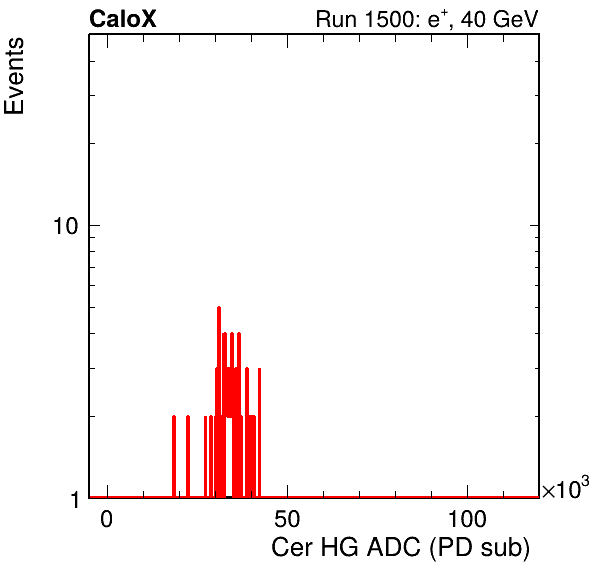 CaloX Run 1500: e⁺, 40 GeV
Events
10
1
0 50 100
×10³
Cer HG ADC (PD sub)